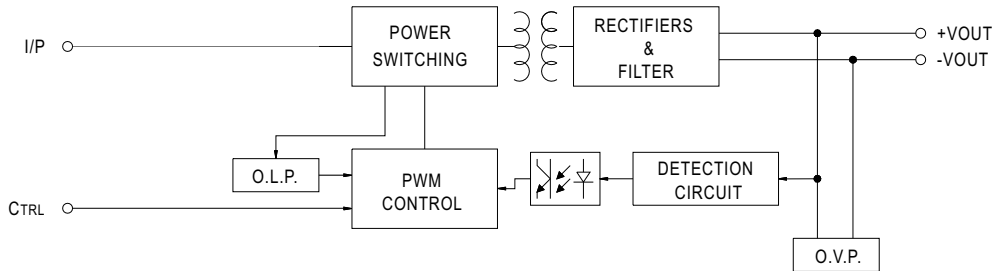 I/P
POWER
SWITCHING
RECTIFIERS
&
FILTER
+VOUT
-VOUT
O.L.P.
PWM
CONTROL
DETECTION
CIRCUIT
CTRL
O.V.P.